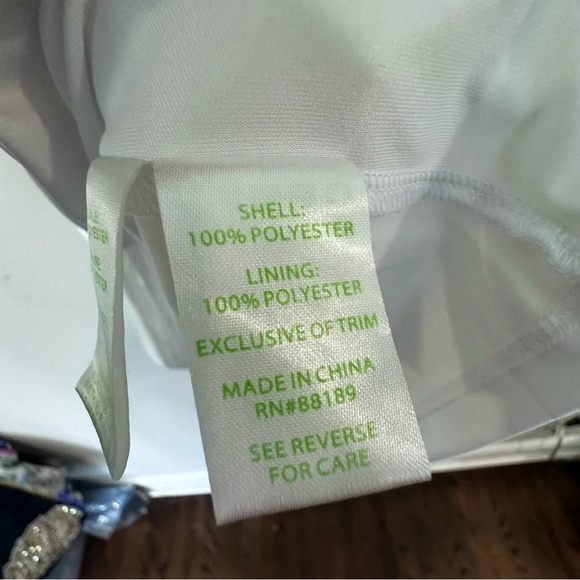 SHELL:
100% POLYESTER
LINING:
100% POLYESTER
EXCLUSIVE OF TRIM
MADE IN CHINA
RN#88189
SEE REVERSE
FOR CARE